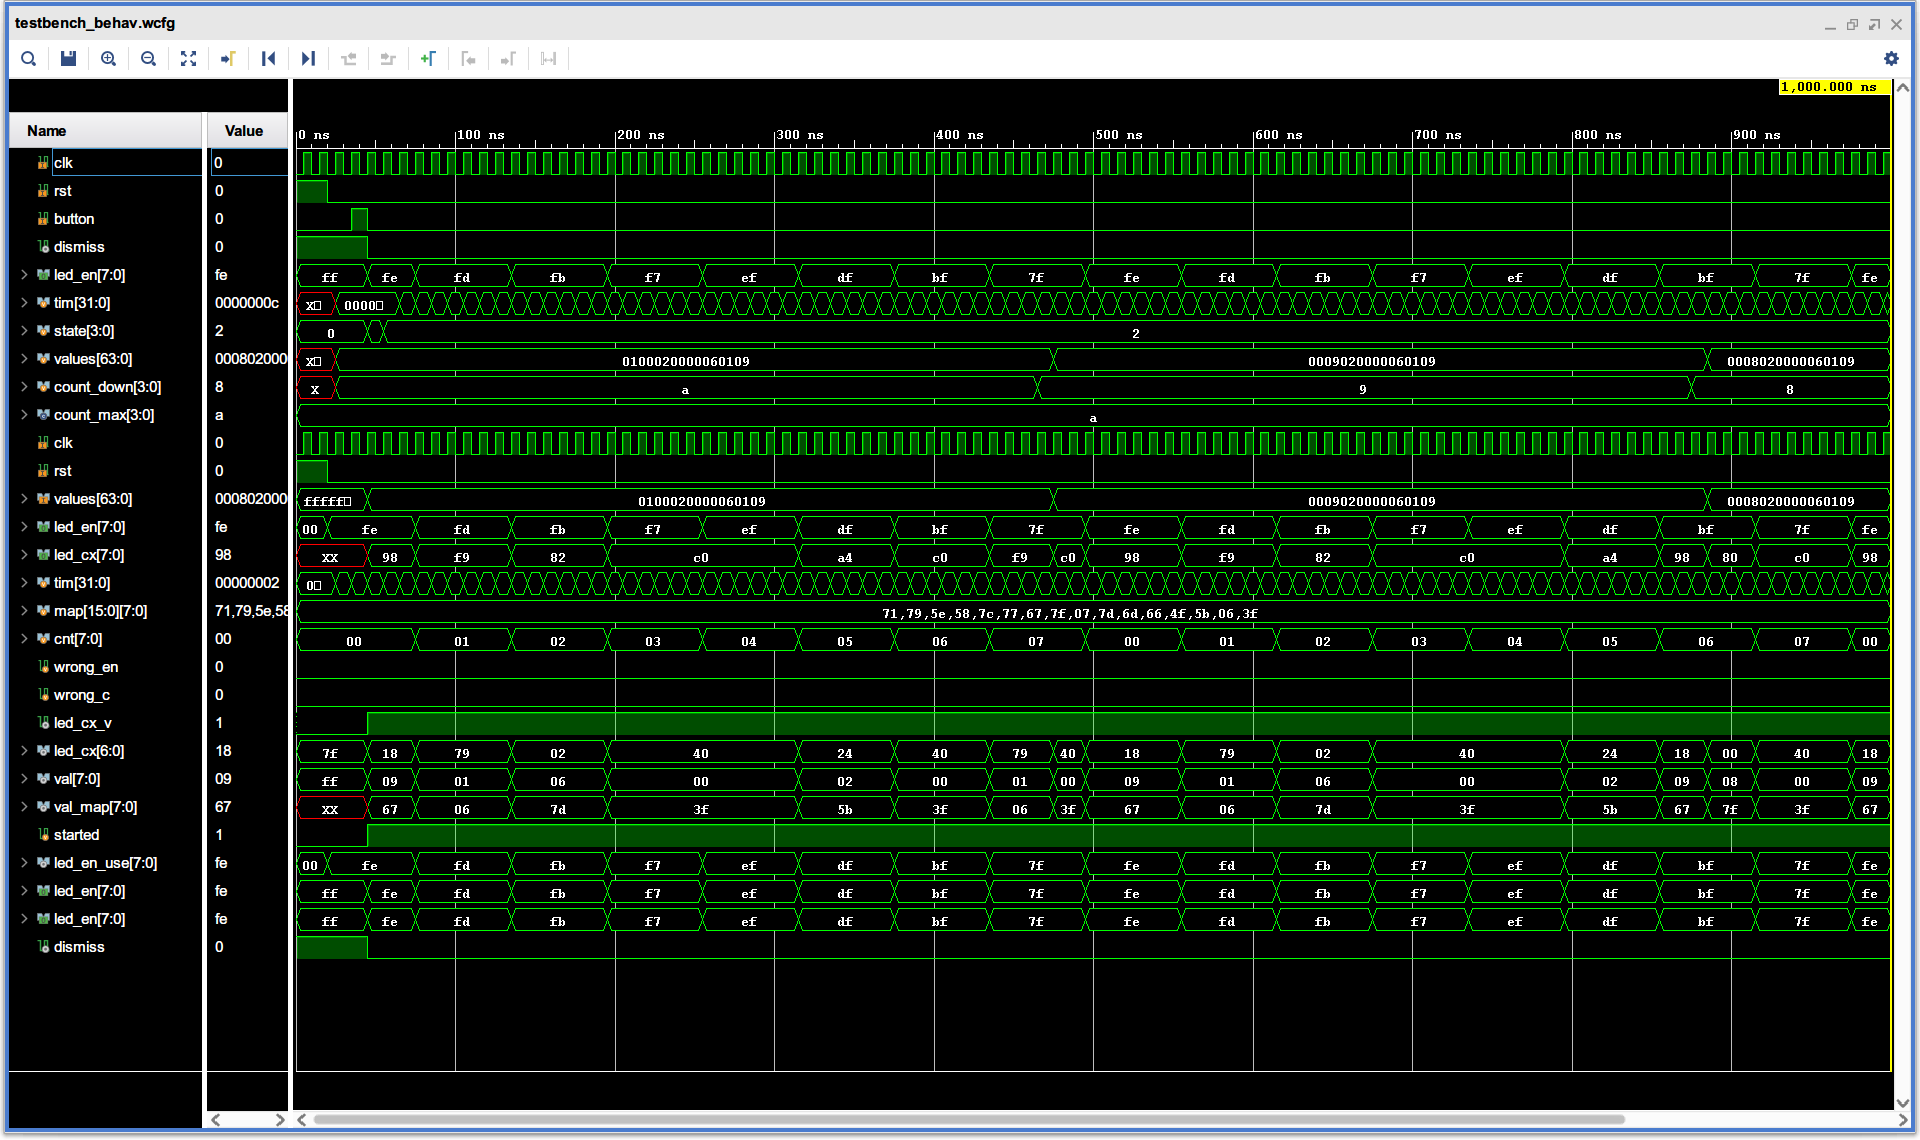 testbench_behav.wcfg
1,000.000 ns
Name Value
0 ns 100 ns 200 ns 300 ns 400 ns 500 ns 600 ns 700 ns 800 ns 900 ns
clk 0
rst 0
button 0
dismiss 0
led_en[7:0] fe ff fe fd fb f7 ef df bf 7f fe fd fb f7 ef df bf 7f fe
tim[31:0] 0000000c X 0000
state[3:0] 2 0 2
values[63:0] 000802000 X 0100020000060109 0009020000060109 0008020000060109
count_down[3:0] 8 X a 9 8
count_max[3:0] a a
clk 0
rst 0
values[63:0] 000802000 fffff 0100020000060109 0009020000060109 0008020000060109
led_en[7:0] fe 00 fe fd fb f7 ef df bf 7f fe fd fb f7 ef df bf 7f fe
led_cx[7:0] 98 XX 98 f9 82 c0 a4 c0 f9 c0 98 f9 82 c0 a4 98 80 c0 98
tim[31:0] 00000002 0
map[15:0][7:0] 71,79,5e,58 71,79,5e,58,7c,77,67,7f,07,7d,6d,66,4f,5b,06,3f
cnt[7:0] 00 00 01 02 03 04 05 06 07 00 01 02 03 04 05 06 07 00
wrong_en 0
wrong_c 0
led_cx_v 1
led_cx[6:0] 18 7f 18 79 02 40 24 40 79 40 18 79 02 40 24 18 00 40 18
val[7:0] 09 ff 09 01 06 00 02 00 01 00 09 01 06 00 02 09 08 00 09
val_map[7:0] 67 XX 67 06 7d 3f 5b 3f 06 3f 67 06 7d 3f 5b 67 7f 3f 67
started 1
led_en_use[7:0] fe 00 fe fd fb f7 ef df bf 7f fe fd fb f7 ef df bf 7f fe
led_en[7:0] fe ff fe fd fb f7 ef df bf 7f fe fd fb f7 ef df bf 7f fe
led_en[7:0] fe ff fe fd fb f7 ef df bf 7f fe fd fb f7 ef df bf 7f fe
dismiss 0